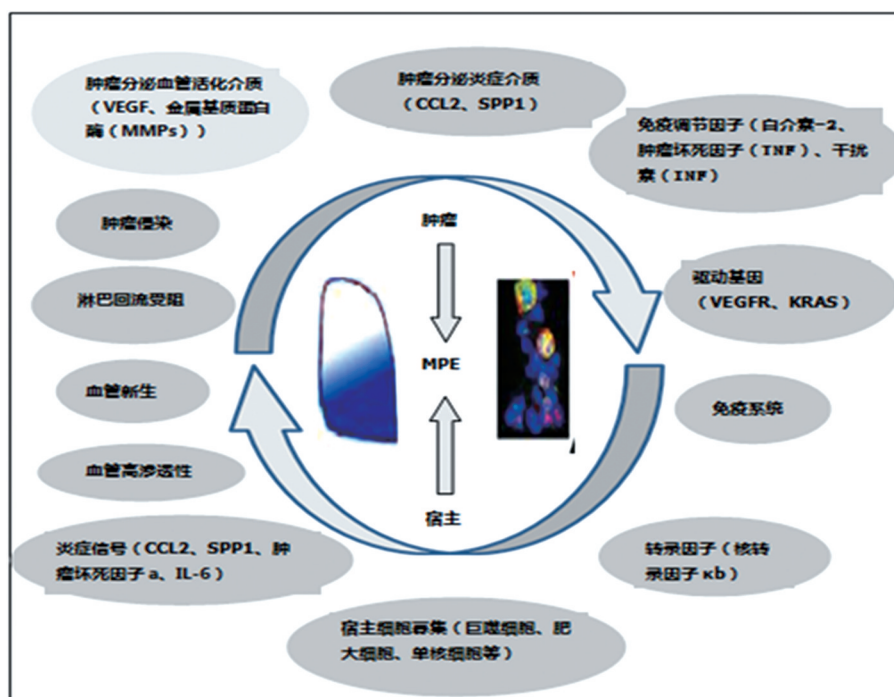 肿瘤分泌血管活化介质
（VEGF、金属基质蛋白
酶（MMPs））
肿瘤分泌炎症介质
（CCL2、SPP1）
免疫调节因子（白介素-2、
肿瘤坏死因子（TNF）、干扰
素（INF）
肿瘤侵染
肿瘤
淋巴回流受阻
驱动基因
（VEGFR、KRAS）
MPE
血管新生
免疫系统
血管高渗透性
宿主
炎症信号（CCL2、SPP1、肿
瘤坏死因子a、IL-6）
转录因子（核转
录因子κb）
宿主细胞募集（巨噬细胞、肥
大细胞、单核细胞等）